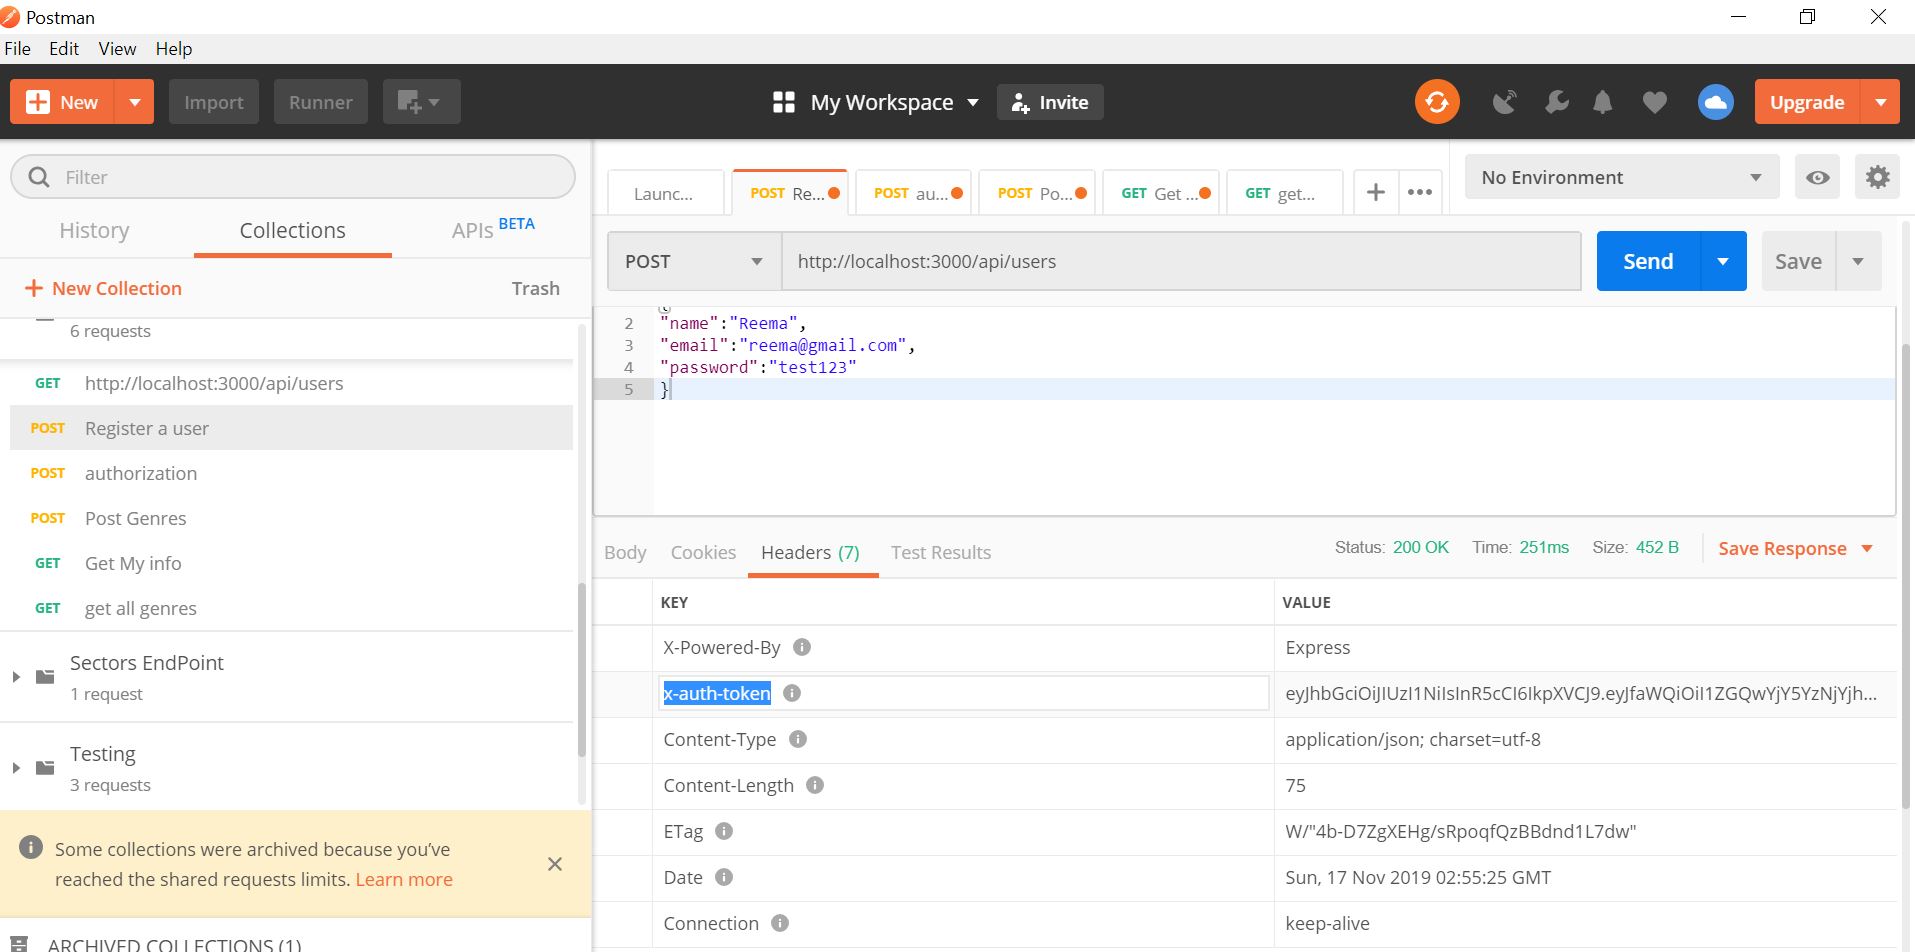 Postman
File Edit View Help
New Import Runner My Workspace Invite Upgrade
Filter
History Collections APIs BETA
New Collection Trash
6 requests
GET http://localhost:3000/api/users
POST Register a user
POST authorization
POST Post Genres
GET Get My info
GET get all genres
Sectors EndPoint
1 request
Testing
3 requests
Some collections were archived because you’ve
reached the shared requests limits. Learn more
ARCHIVED COLLECTIONS (1)
Launc... POST Re... POST au... POST Po... GET Get ... GET get... No Environment
POST http://localhost:3000/api/users Send Save
2 "name":"Reema",
3 "email":"reema@gmail.com",
4 "password":"test123"
5 }
Body Cookies Headers (7) Test Results Status: 200 OK Time: 251ms Size: 452 B Save Response
KEY VALUE
X-Powered-By Express
x-auth-token eyJhbGciOiJIUzI1NiIsInR5cCI6IkpXVCJ9.eyJfaWQiOiI1ZGQwYjY5YzNjYjh...
Content-Type application/json; charset=utf-8
Content-Length 75
ETag W/"4b-D7ZgXEHg/sRpoqfQzBBdnd1L7dw"
Date Sun, 17 Nov 2019 02:55:25 GMT
Connection keep-alive